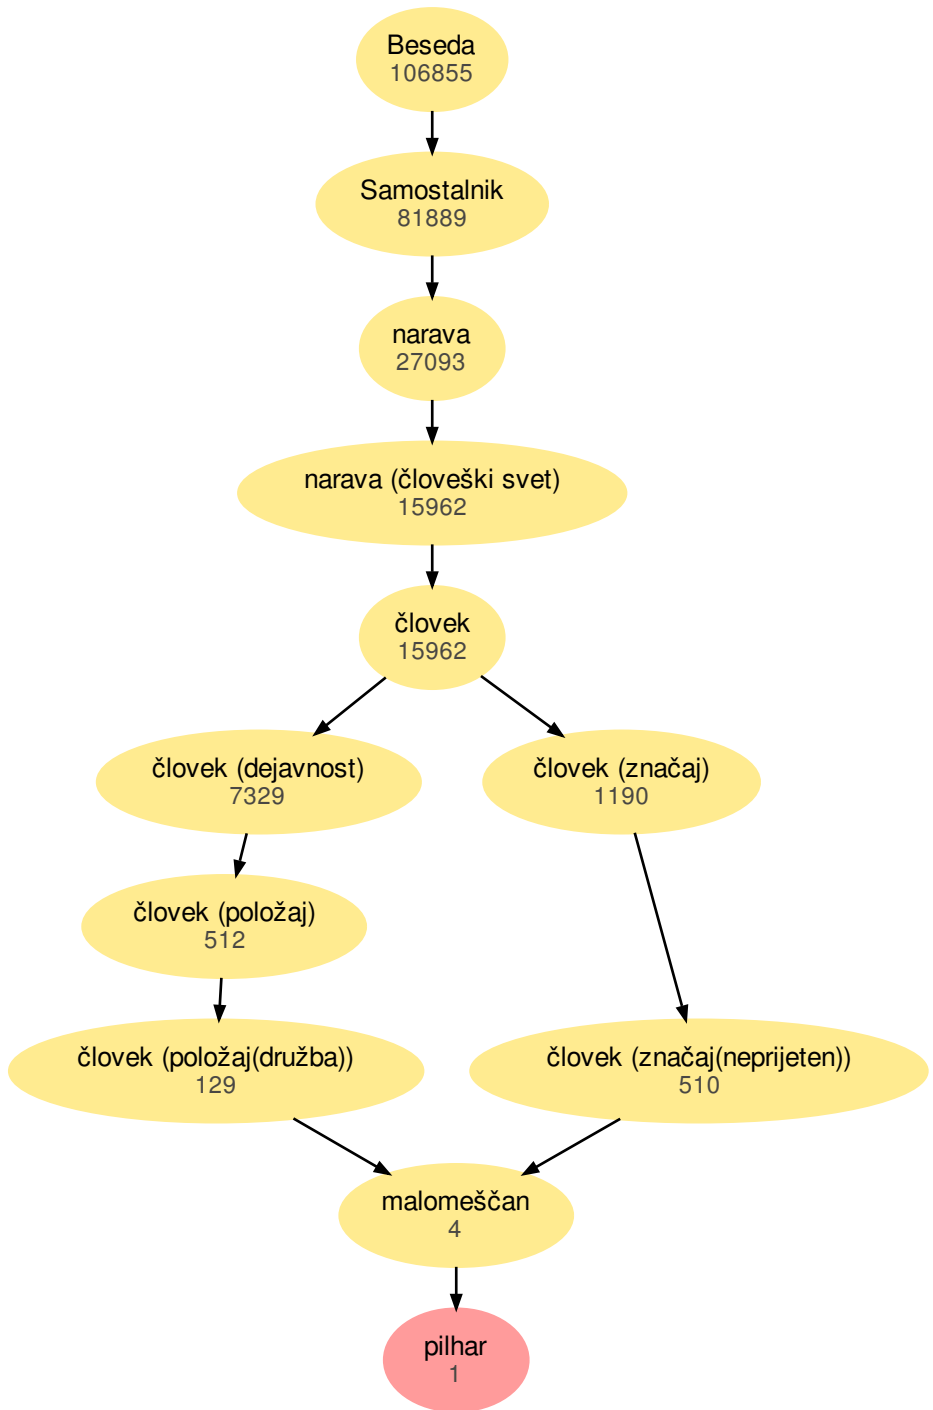 Beseda
106855
Samostalnik
81889
narava
27093
narava (človeški svet)
15962
človek
15962
človek (dejavnost)
7329
človek (značaj)
1190
človek (položaj)
512
človek (položaj(družba))
129
človek (značaj(neprijeten))
510
malomeščan
4
pilhar
1